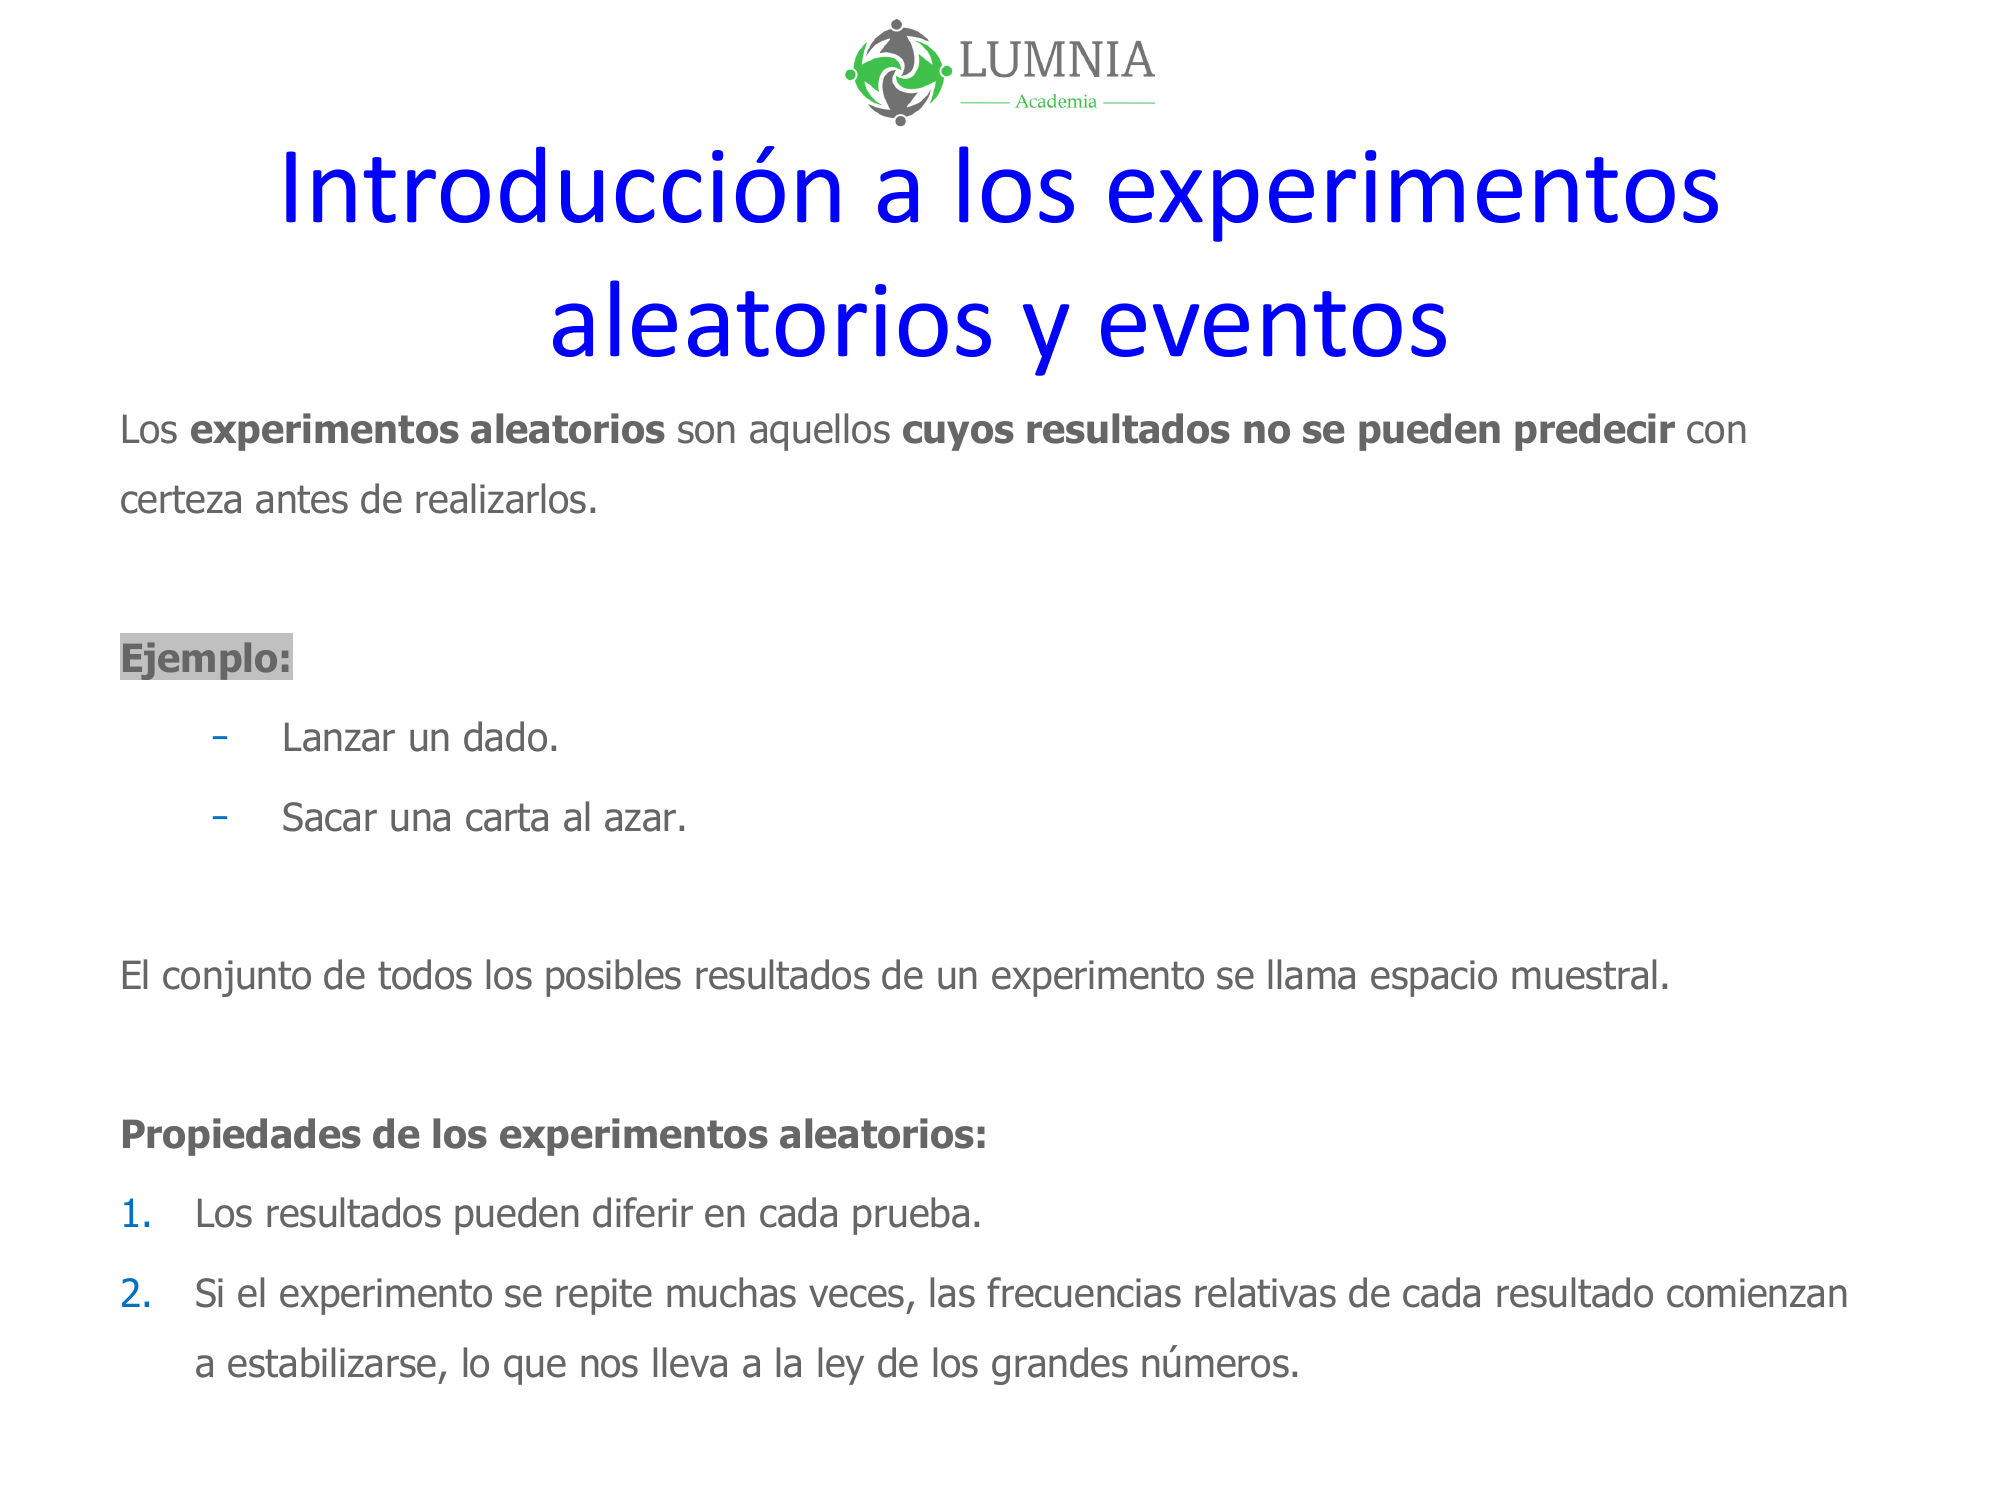 LUMNIA
Academia
Introducción a los experimentos
aleatorios y eventos
Los experimentos aleatorios son aquellos cuyos resultados no se pueden predecir con
certeza antes de realizarlos.
Ejemplo:
- Lanzar un dado.
- Sacar una carta al azar.
El conjunto de todos los posibles resultados de un experimento se llama espacio muestral.
Propiedades de los experimentos aleatorios:
1. Los resultados pueden diferir en cada prueba.
2. Si el experimento se repite muchas veces, las frecuencias relativas de cada resultado comienzan
a estabilizarse, lo que nos lleva a la ley de los grandes números.